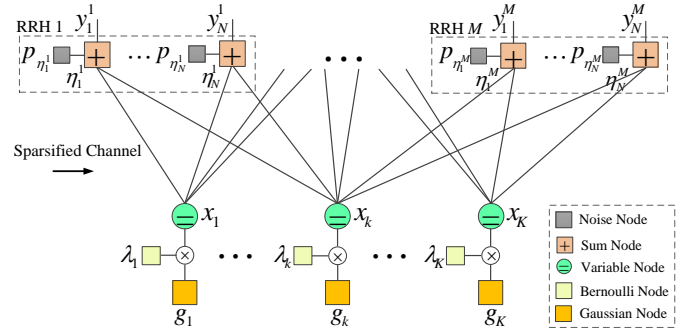 RRH 1 y_1^1 y_N^1 RRH M y_1^M y_N^M
p_{η_1^1} + ··· p_{η_N^1} + ··· p_{η_1^M} + ··· p_{η_N^M} +
η_1^1 η_N^1 η_1^M η_N^M
Sparsified Channel
= x_1 = x_k = x_K
λ_1 × ··· λ_k × ··· λ_K ×
g_1 g_k g_K
Noise Node
+ Sum Node
= Variable Node
Bernoulli Node
Gaussian Node